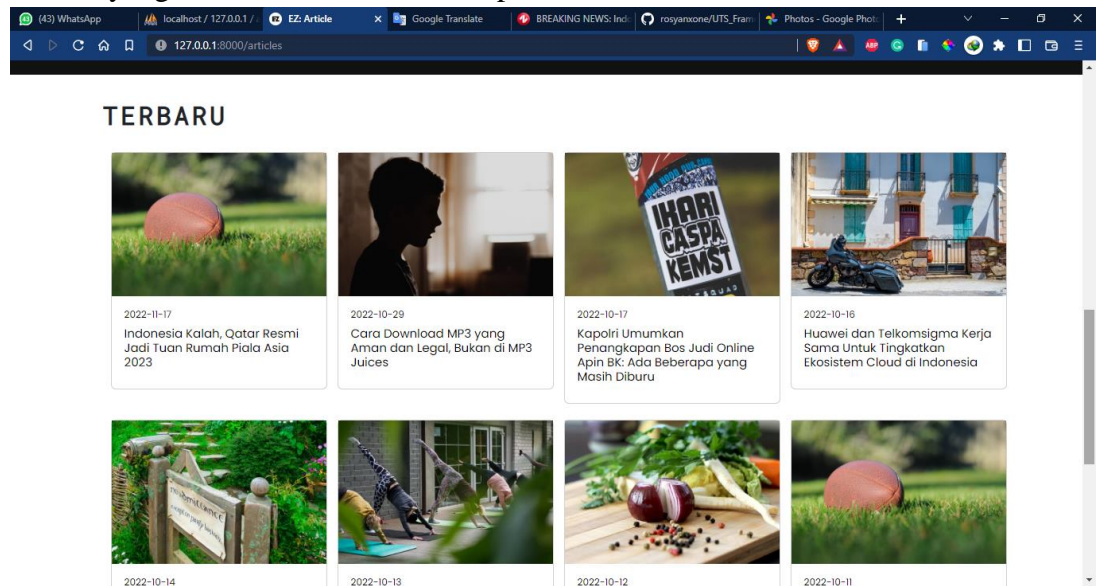 (43) WhatsApp
localhost / 127.0.0.1 /
EZ: Article
Google Translate
BREAKING NEWS: Indo
rosyanxone/UTS_Fram
Photos - Google Phot
127.0.0.1:8000/articles
TERBARU
IKARI
CASPA
KEMST
2022-11-17
Indonesia Kalah, Qatar Resmi
Jadi Tuan Rumah Piala Asia
2023
2022-10-29
Cara Download MP3 yang
Aman dan Legal, Bukan di MP3
Juices
2022-10-17
Kapolri Umumkan
Penangkapan Bos Judi Online
Apin BK: Ada Beberapa yang
Masih Diburu
2022-10-16
Huawei dan Telkomsigma Kerja
Sama Untuk Tingkatkan
Ekosistem Cloud di Indonesia
no admittance
2022-10-14
2022-10-13
2022-10-12
2022-10-11